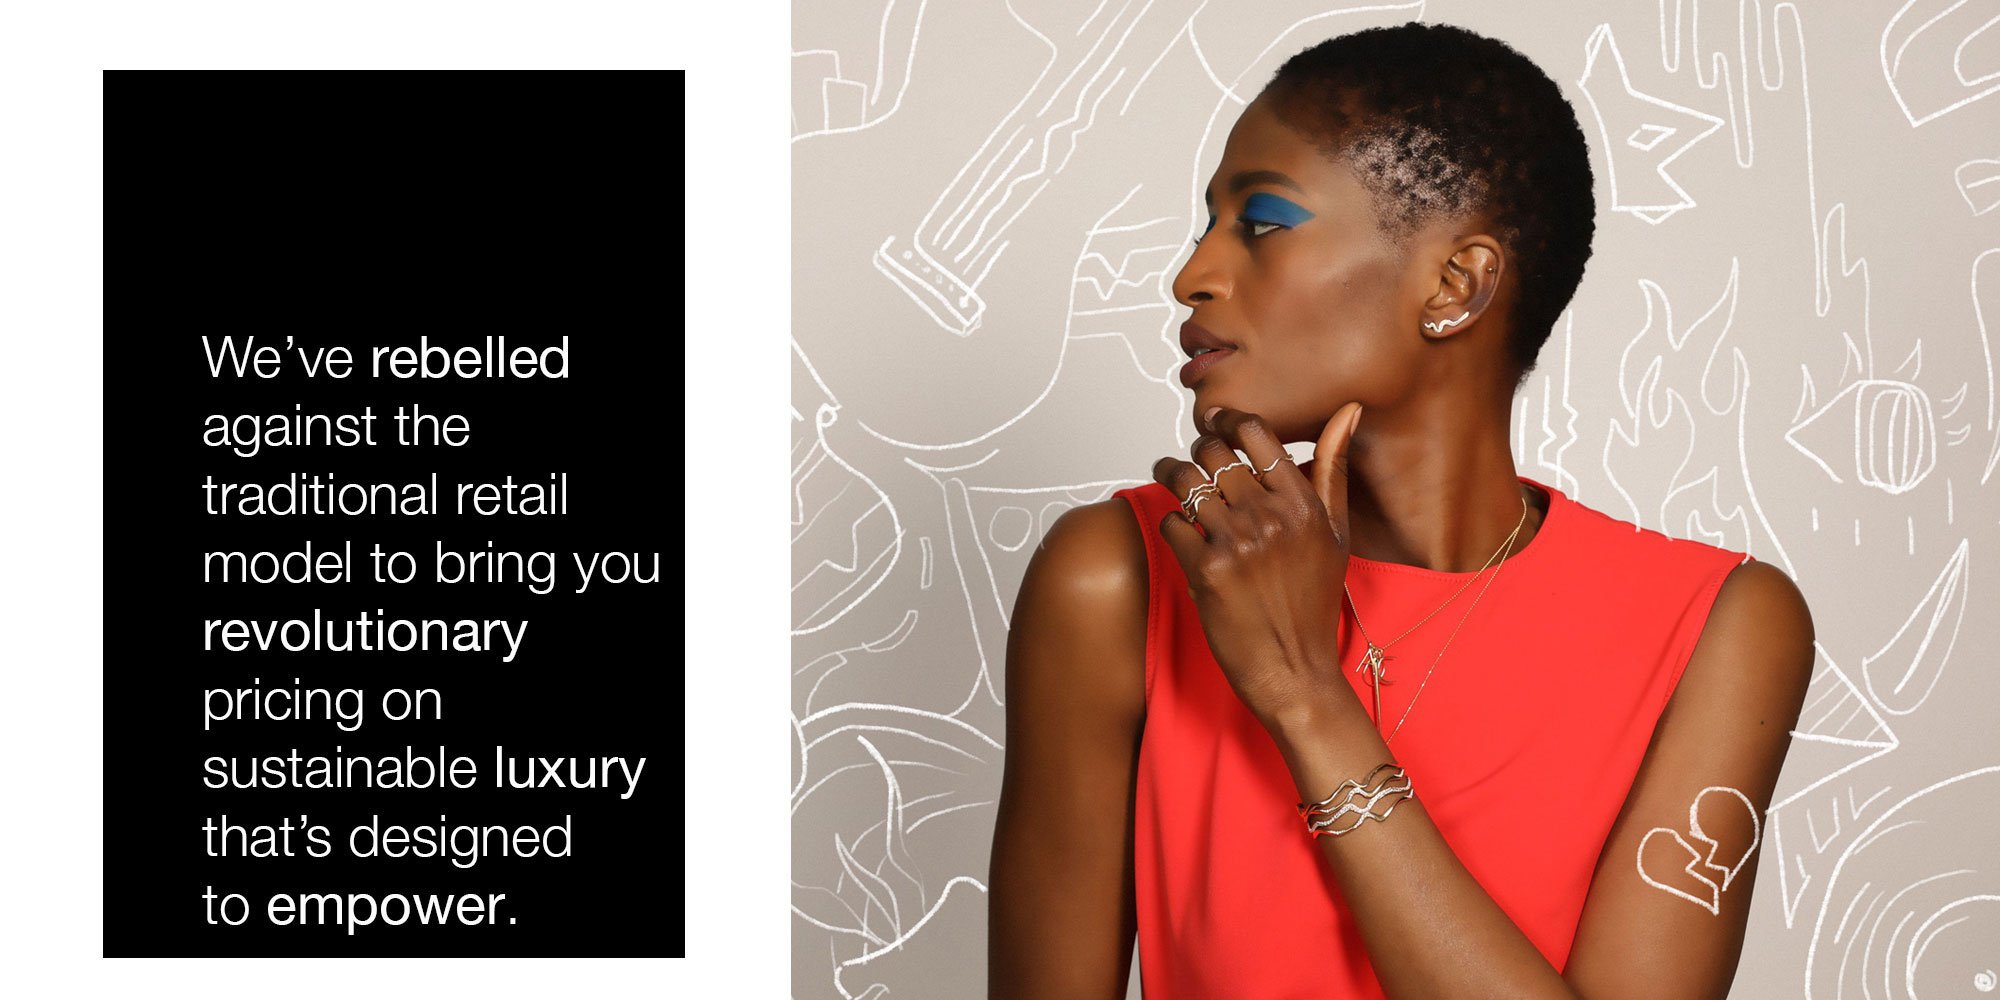 We’ve rebelled
against the
traditional retail
model to bring you
revolutionary
pricing on
sustainable luxury
that’s designed
to empower.